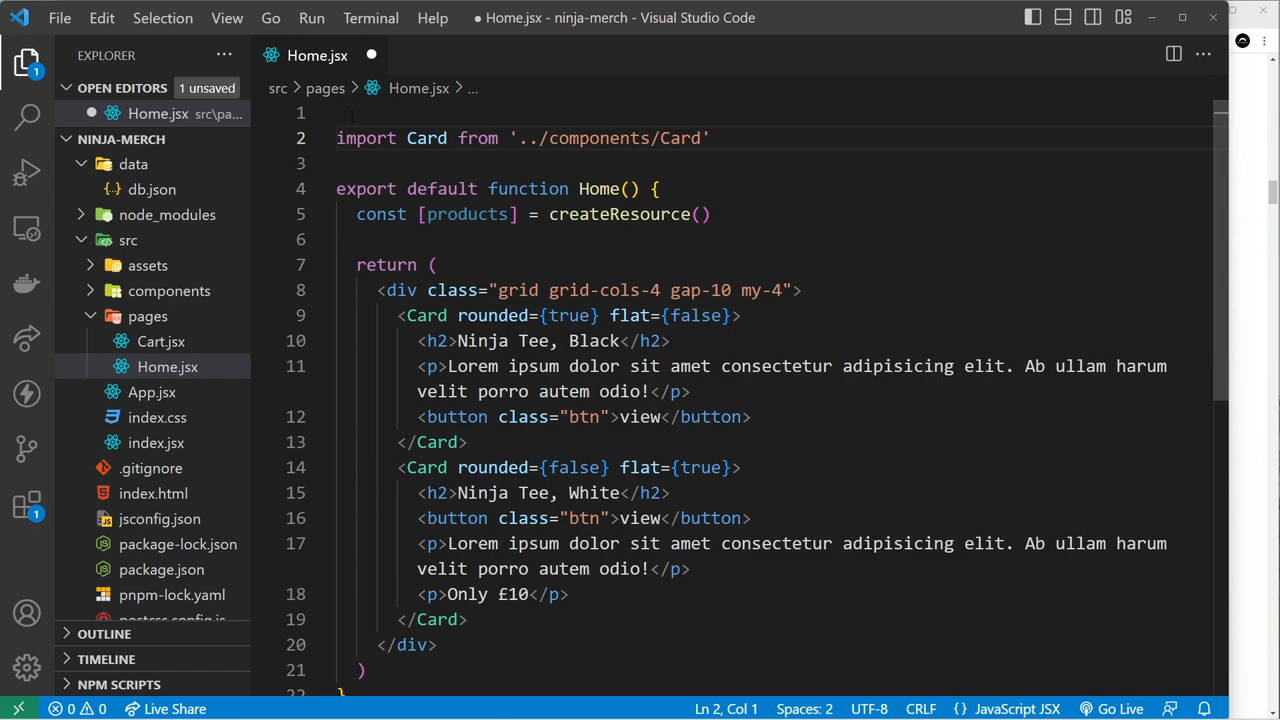 File Edit Selection View Go Run Terminal Help ● Home.jsx - ninja-merch - Visual Studio Code
EXPLORER
OPEN EDITORS 1 unsaved
Home.jsx src\pa...
NINJA-MERCH
data
db.json
node_modules
src
assets
components
pages
Cart.jsx
Home.jsx
App.jsx
index.css
index.jsx
.gitignore
index.html
jsconfig.json
package-lock.json
package.json
pnpm-lock.yaml
OUTLINE
TIMELINE
NPM SCRIPTS
1
1
Home.jsx
src > pages > Home.jsx > ...
1
2 import Card from '../components/Card'
3
4 export default function Home() {
5 const [products] = createResource()
6
7 return (
8 <div class="grid grid-cols-4 gap-10 my-4">
9 <Card rounded={true} flat={false}>
10 <h2>Ninja Tee, Black</h2>
11 <p>Lorem ipsum dolor sit amet consectetur adipisicing elit. Ab ullam harum
velit porro autem odio!</p>
12 <button class="btn">view</button>
13 </Card>
14 <Card rounded={false} flat={true}>
15 <h2>Ninja Tee, White</h2>
16 <button class="btn">view</button>
17 <p>Lorem ipsum dolor sit amet consectetur adipisicing elit. Ab ullam harum
velit porro autem odio!</p>
18 <p>Only £10</p>
19 </Card>
20 </div>
21 )
22 }
0 0 Live Share Ln 2, Col 1 Spaces: 2 UTF-8 CRLF {} JavaScript JSX Go Live